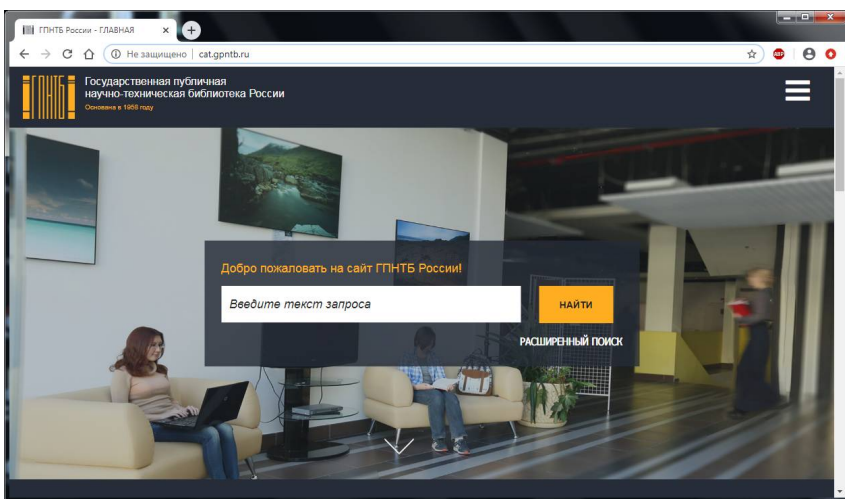 ГПНТБ России - ГЛАВНАЯ
Не защищено | cat.gpntb.ru
ABP
ГПНТБ
Государственная публичная
научно-техническая библиотека России
Основана в 1958 году
Добро пожаловать на сайт ГПНТБ России!
Введите текст запроса
НАЙТИ
РАСШИРЕННЫЙ ПОИСК